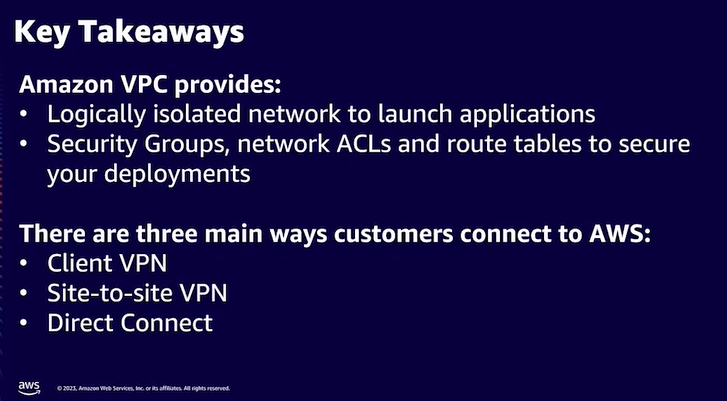 Key Takeaways
Amazon VPC provides:
• Logically isolated network to launch applications
• Security Groups, network ACLs and route tables to secure
your deployments
There are three main ways customers connect to AWS:
• Client VPN
• Site-to-site VPN
• Direct Connect
aws
© 2023, Amazon Web Services, Inc. or its affiliates. All rights reserved.